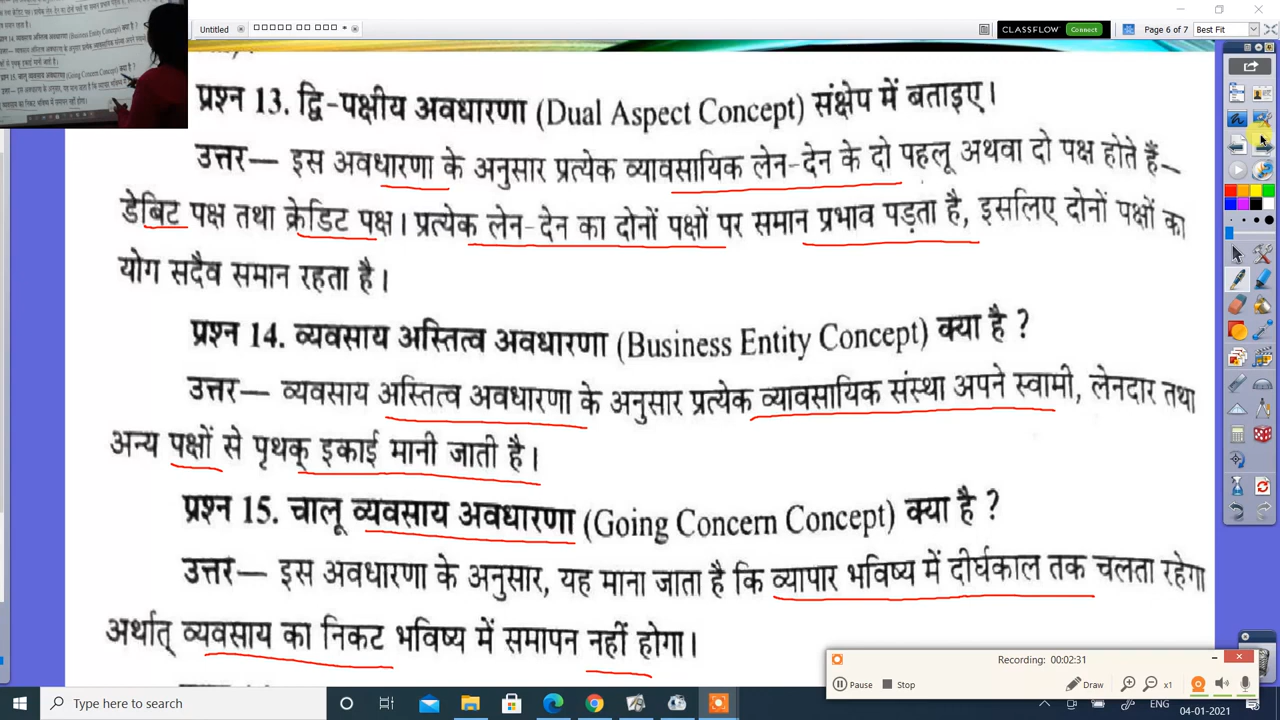 Untitled
CLASSFLOW
Connect
Page 6 of 7
Best Fit
प्रश्न 13. द्वि-पक्षीय अवधारणा (Dual Aspect Concept) संक्षेप में बताइए।
उत्तर— इस अवधारणा के अनुसार प्रत्येक व्यावसायिक लेन-देन के दो पहलू अथवा दो पक्ष होते हैं—
डेबिट पक्ष तथा क्रेडिट पक्ष। प्रत्येक लेन-देन का दोनों पक्षों पर समान प्रभाव पड़ता है, इसलिए दोनों पक्षों का
योग सदैव समान रहता है।
प्रश्न 14. व्यवसाय अस्तित्व अवधारणा (Business Entity Concept) क्या है ?
उत्तर— व्यवसाय अस्तित्व अवधारणा के अनुसार प्रत्येक व्यावसायिक संस्था अपने स्वामी, लेनदार तथा
अन्य पक्षों से पृथक् इकाई मानी जाती है।
प्रश्न 15. चालू व्यवसाय अवधारणा (Going Concern Concept) क्या है ?
उत्तर— इस अवधारणा के अनुसार, यह माना जाता है कि व्यापार भविष्य में दीर्घकाल तक चलता रहेगा
अर्थात् व्यवसाय का निकट भविष्य में समापन नहीं होगा।
Recording: 00:02:31
Pause
Stop
Draw
x1
Type here to search
ENG
04-01-2021